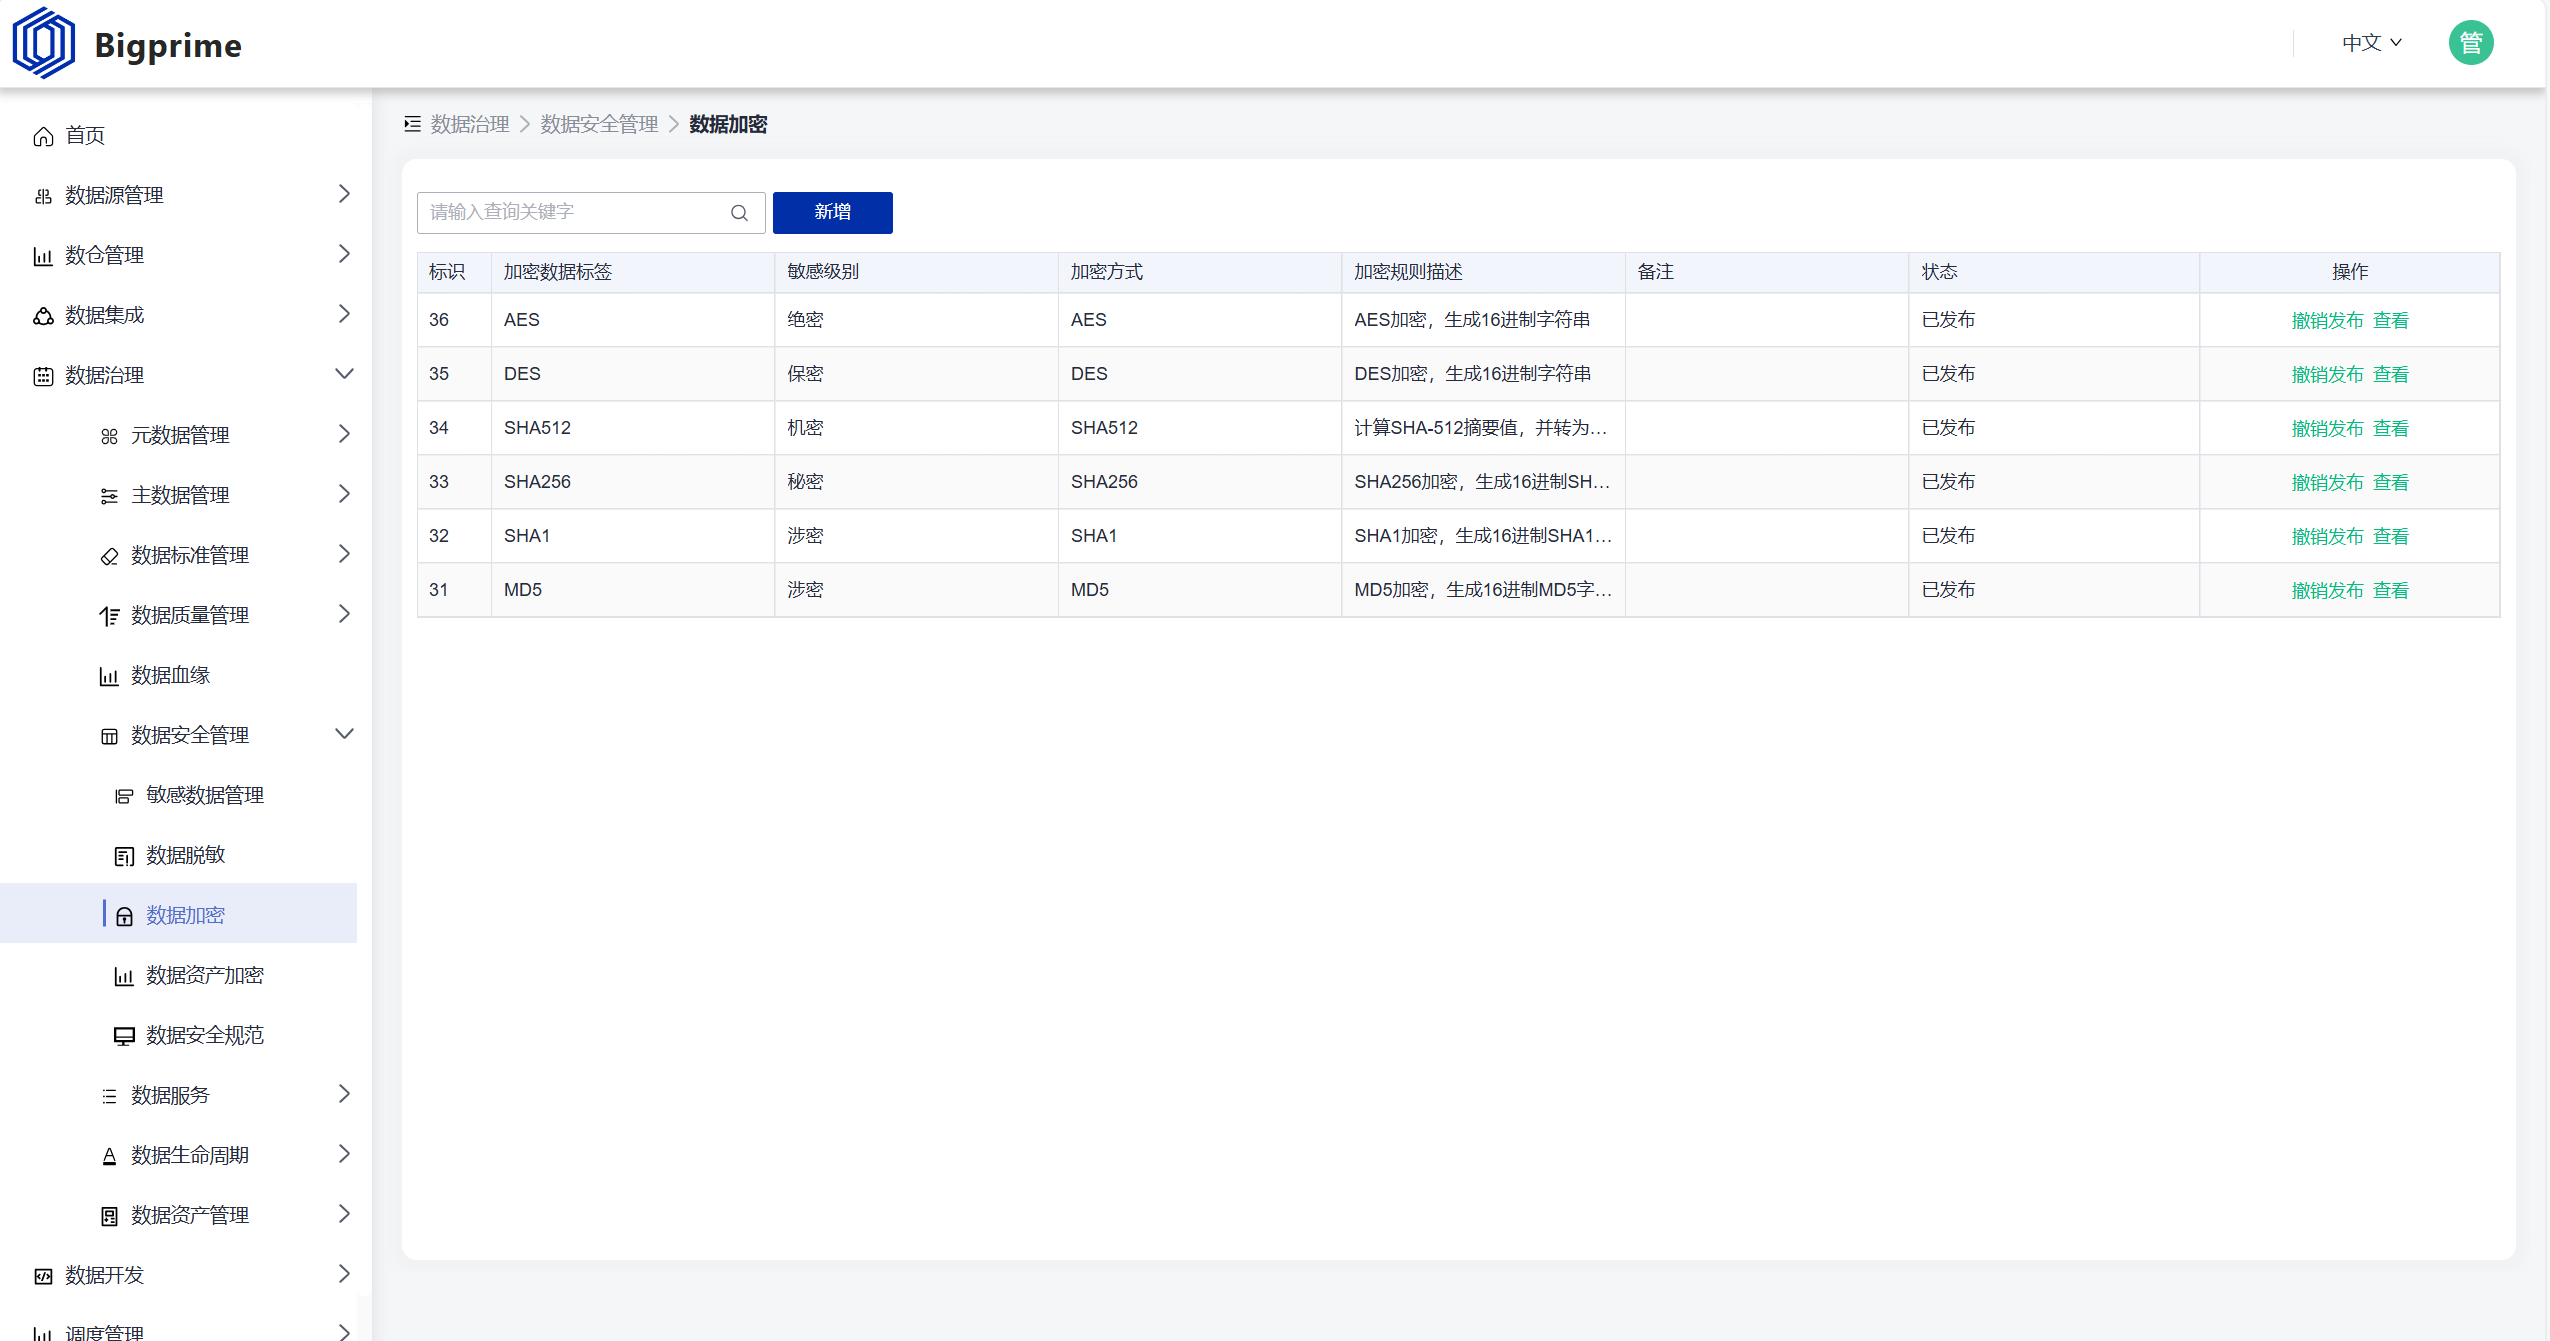 Bigprime
中文
管
首页
数据源管理
数仓管理
数据集成
数据治理
元数据管理
主数据管理
数据标准管理
数据质量管理
数据血缘
数据安全管理
敏感数据管理
数据脱敏
数据加密
数据资产加密
数据安全规范
数据服务
数据生命周期
数据资产管理
数据开发
调度管理
数据治理 > 数据安全管理 > 数据加密
请输入查询关键字 新增
标识 加密数据标签 敏感级别 加密方式 加密规则描述 备注 状态 操作
36 AES 绝密 AES AES加密，生成16进制字符串 已发布 撤销发布 查看
35 DES 保密 DES DES加密，生成16进制字符串 已发布 撤销发布 查看
34 SHA512 机密 SHA512 计算SHA-512摘要值，并转为… 已发布 撤销发布 查看
33 SHA256 秘密 SHA256 SHA256加密，生成16进制SH… 已发布 撤销发布 查看
32 SHA1 涉密 SHA1 SHA1加密，生成16进制SHA1… 已发布 撤销发布 查看
31 MD5 涉密 MD5 MD5加密，生成16进制MD5字… 已发布 撤销发布 查看